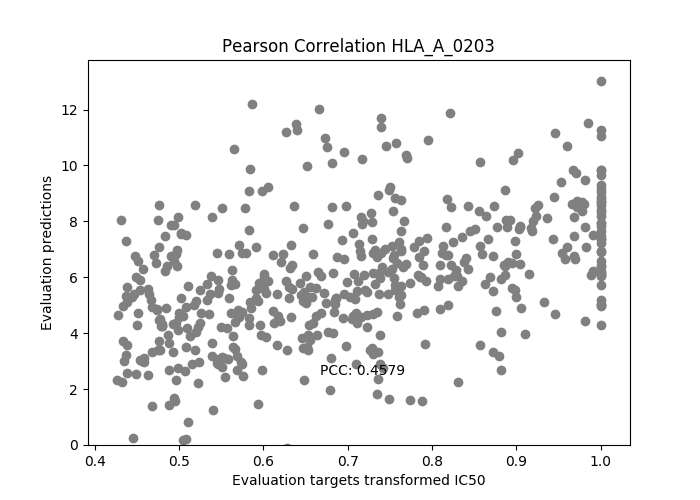 Pearson Correlation HLA_A_0203
Evaluation predictions
12
10
8
6
4
2
0
PCC: 0.4579
0.4 0.5 0.6 0.7 0.8 0.9 1.0
Evaluation targets transformed IC50